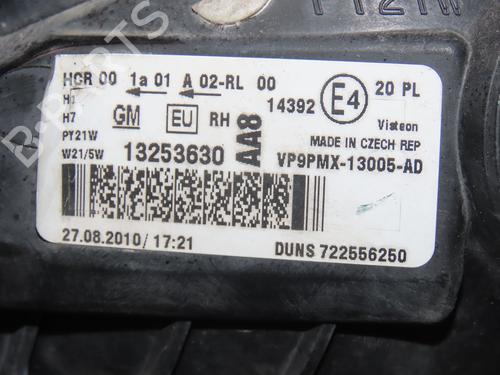 PY21W
HCR 00 1a 01 A 02-RL 00
14392 E4 20 PL
H1
H7 GM EU RH AA8 Visteon
PY21W MADE IN CZECH REP
W21/5W 13253630 VP9PMX-13005-AD
27.08.2010/ 17:21 DUNS 722556250
B-PARTS